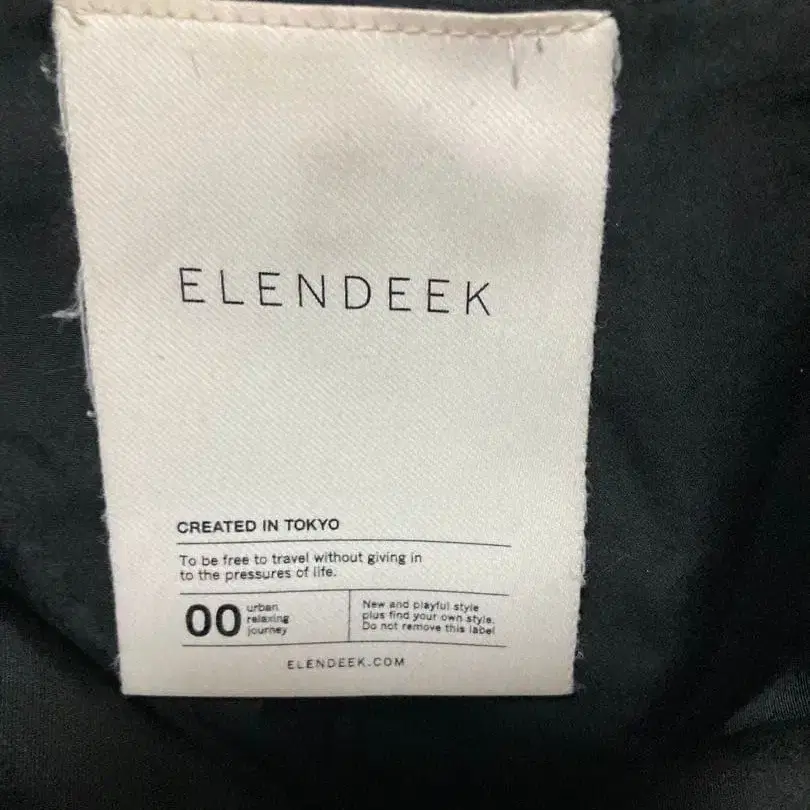 ELENDEEK
CREATED IN TOKYO
To be free to travel without giving in
to the pressures of life.
00
urban
relaxing
journey
New and playful style
plus find your own style.
Do not remove this label
ELENDEEK.COM